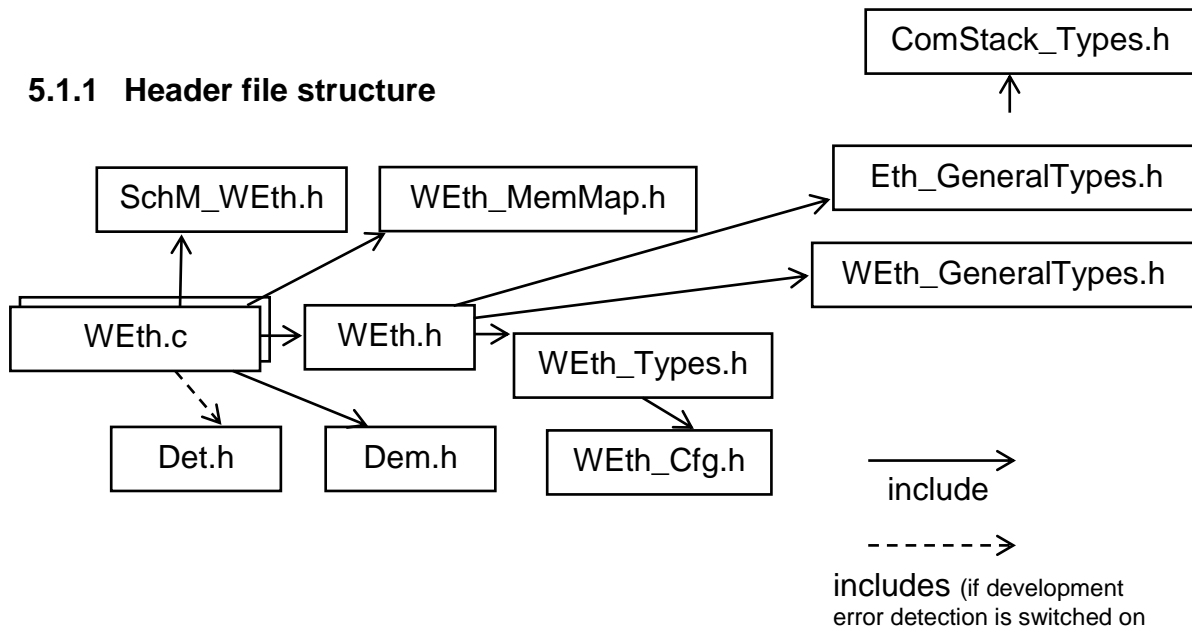 ComStack_Types.h
5.1.1 Header file structure
Eth_GeneralTypes.h
SchM_WEth.h
WEth_MemMap.h
WEth_GeneralTypes.h
WEth.c
WEth.h
WEth_Types.h
Det.h
Dem.h
WEth_Cfg.h
include
includes (if development
error detection is switched on